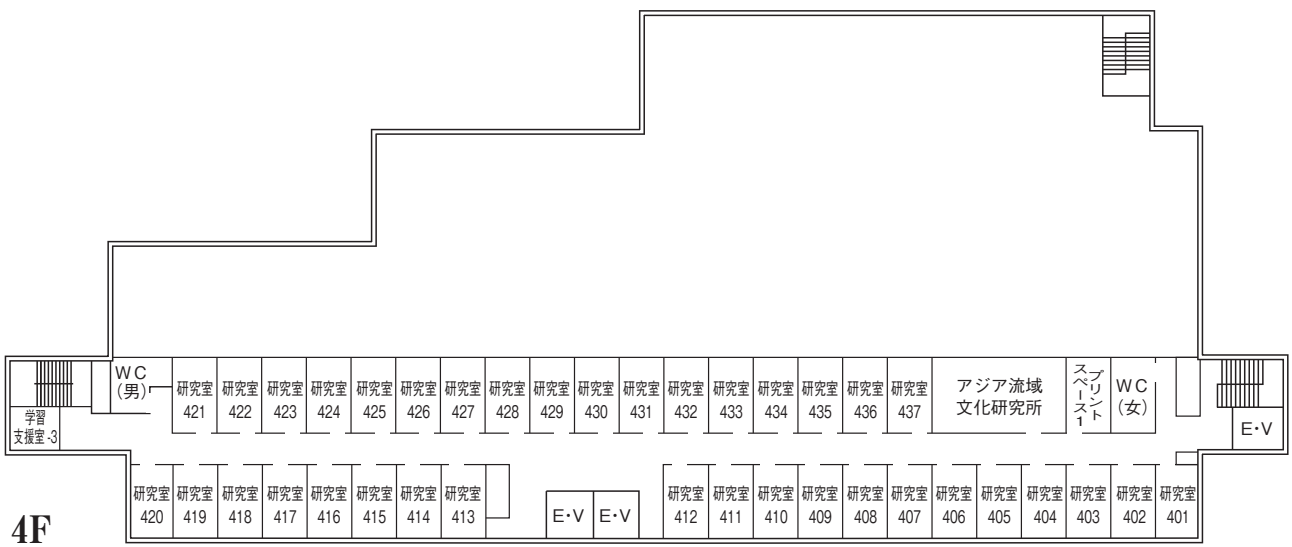 WC
(男)
研究室
421
研究室
422
研究室
423
研究室
424
研究室
425
研究室
426
研究室
427
研究室
428
研究室
429
研究室
430
研究室
431
研究室
432
研究室
433
研究室
434
研究室
435
研究室
436
研究室
437
アジア流域
文化研究所
プリント
スペース1
WC
(女)
学習
支援室-3
E・V
研究室
420
研究室
419
研究室
418
研究室
417
研究室
416
研究室
415
研究室
414
研究室
413
E・V
E・V
研究室
412
研究室
411
研究室
410
研究室
409
研究室
408
研究室
407
研究室
406
研究室
405
研究室
404
研究室
403
研究室
402
研究室
401
4F